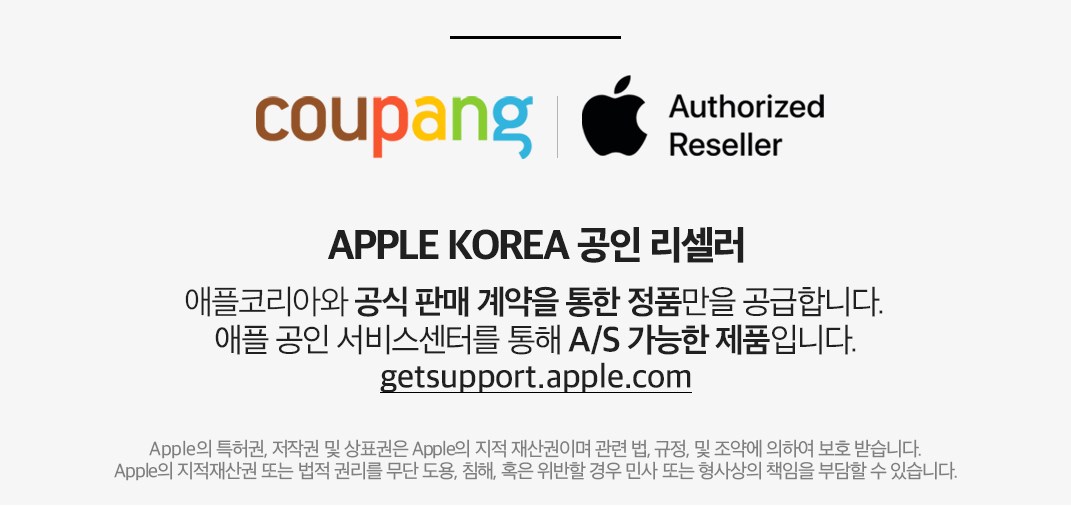 coupang
Authorized
Reseller
APPLE KOREA 공인 리셀러
애플코리아와 공식 판매 계약을 통한 정품만을 공급합니다.
애플 공인 서비스센터를 통해 A/S 가능한 제품입니다.
getsupport.apple.com
Apple의 특허권, 저작권 및 상표권은 Apple의 지적 재산권이며 관련 법, 규정, 및 조약에 의하여 보호 받습니다.
Apple의 지적재산권 또는 법적 권리를 무단 도용, 침해, 혹은 위반할 경우 민사 또는 형사상의 책임을 부담할 수 있습니다.